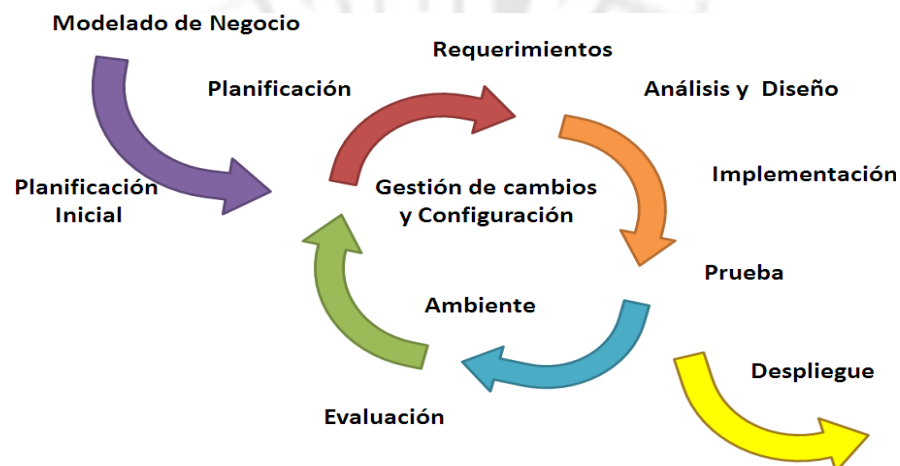 Modelado de Negocio
Requerimientos
Planificación
Análisis y Diseño
Implementación
Planificación
Inicial
Gestión de cambios
y Configuración
Prueba
Ambiente
Despliegue
Evaluación